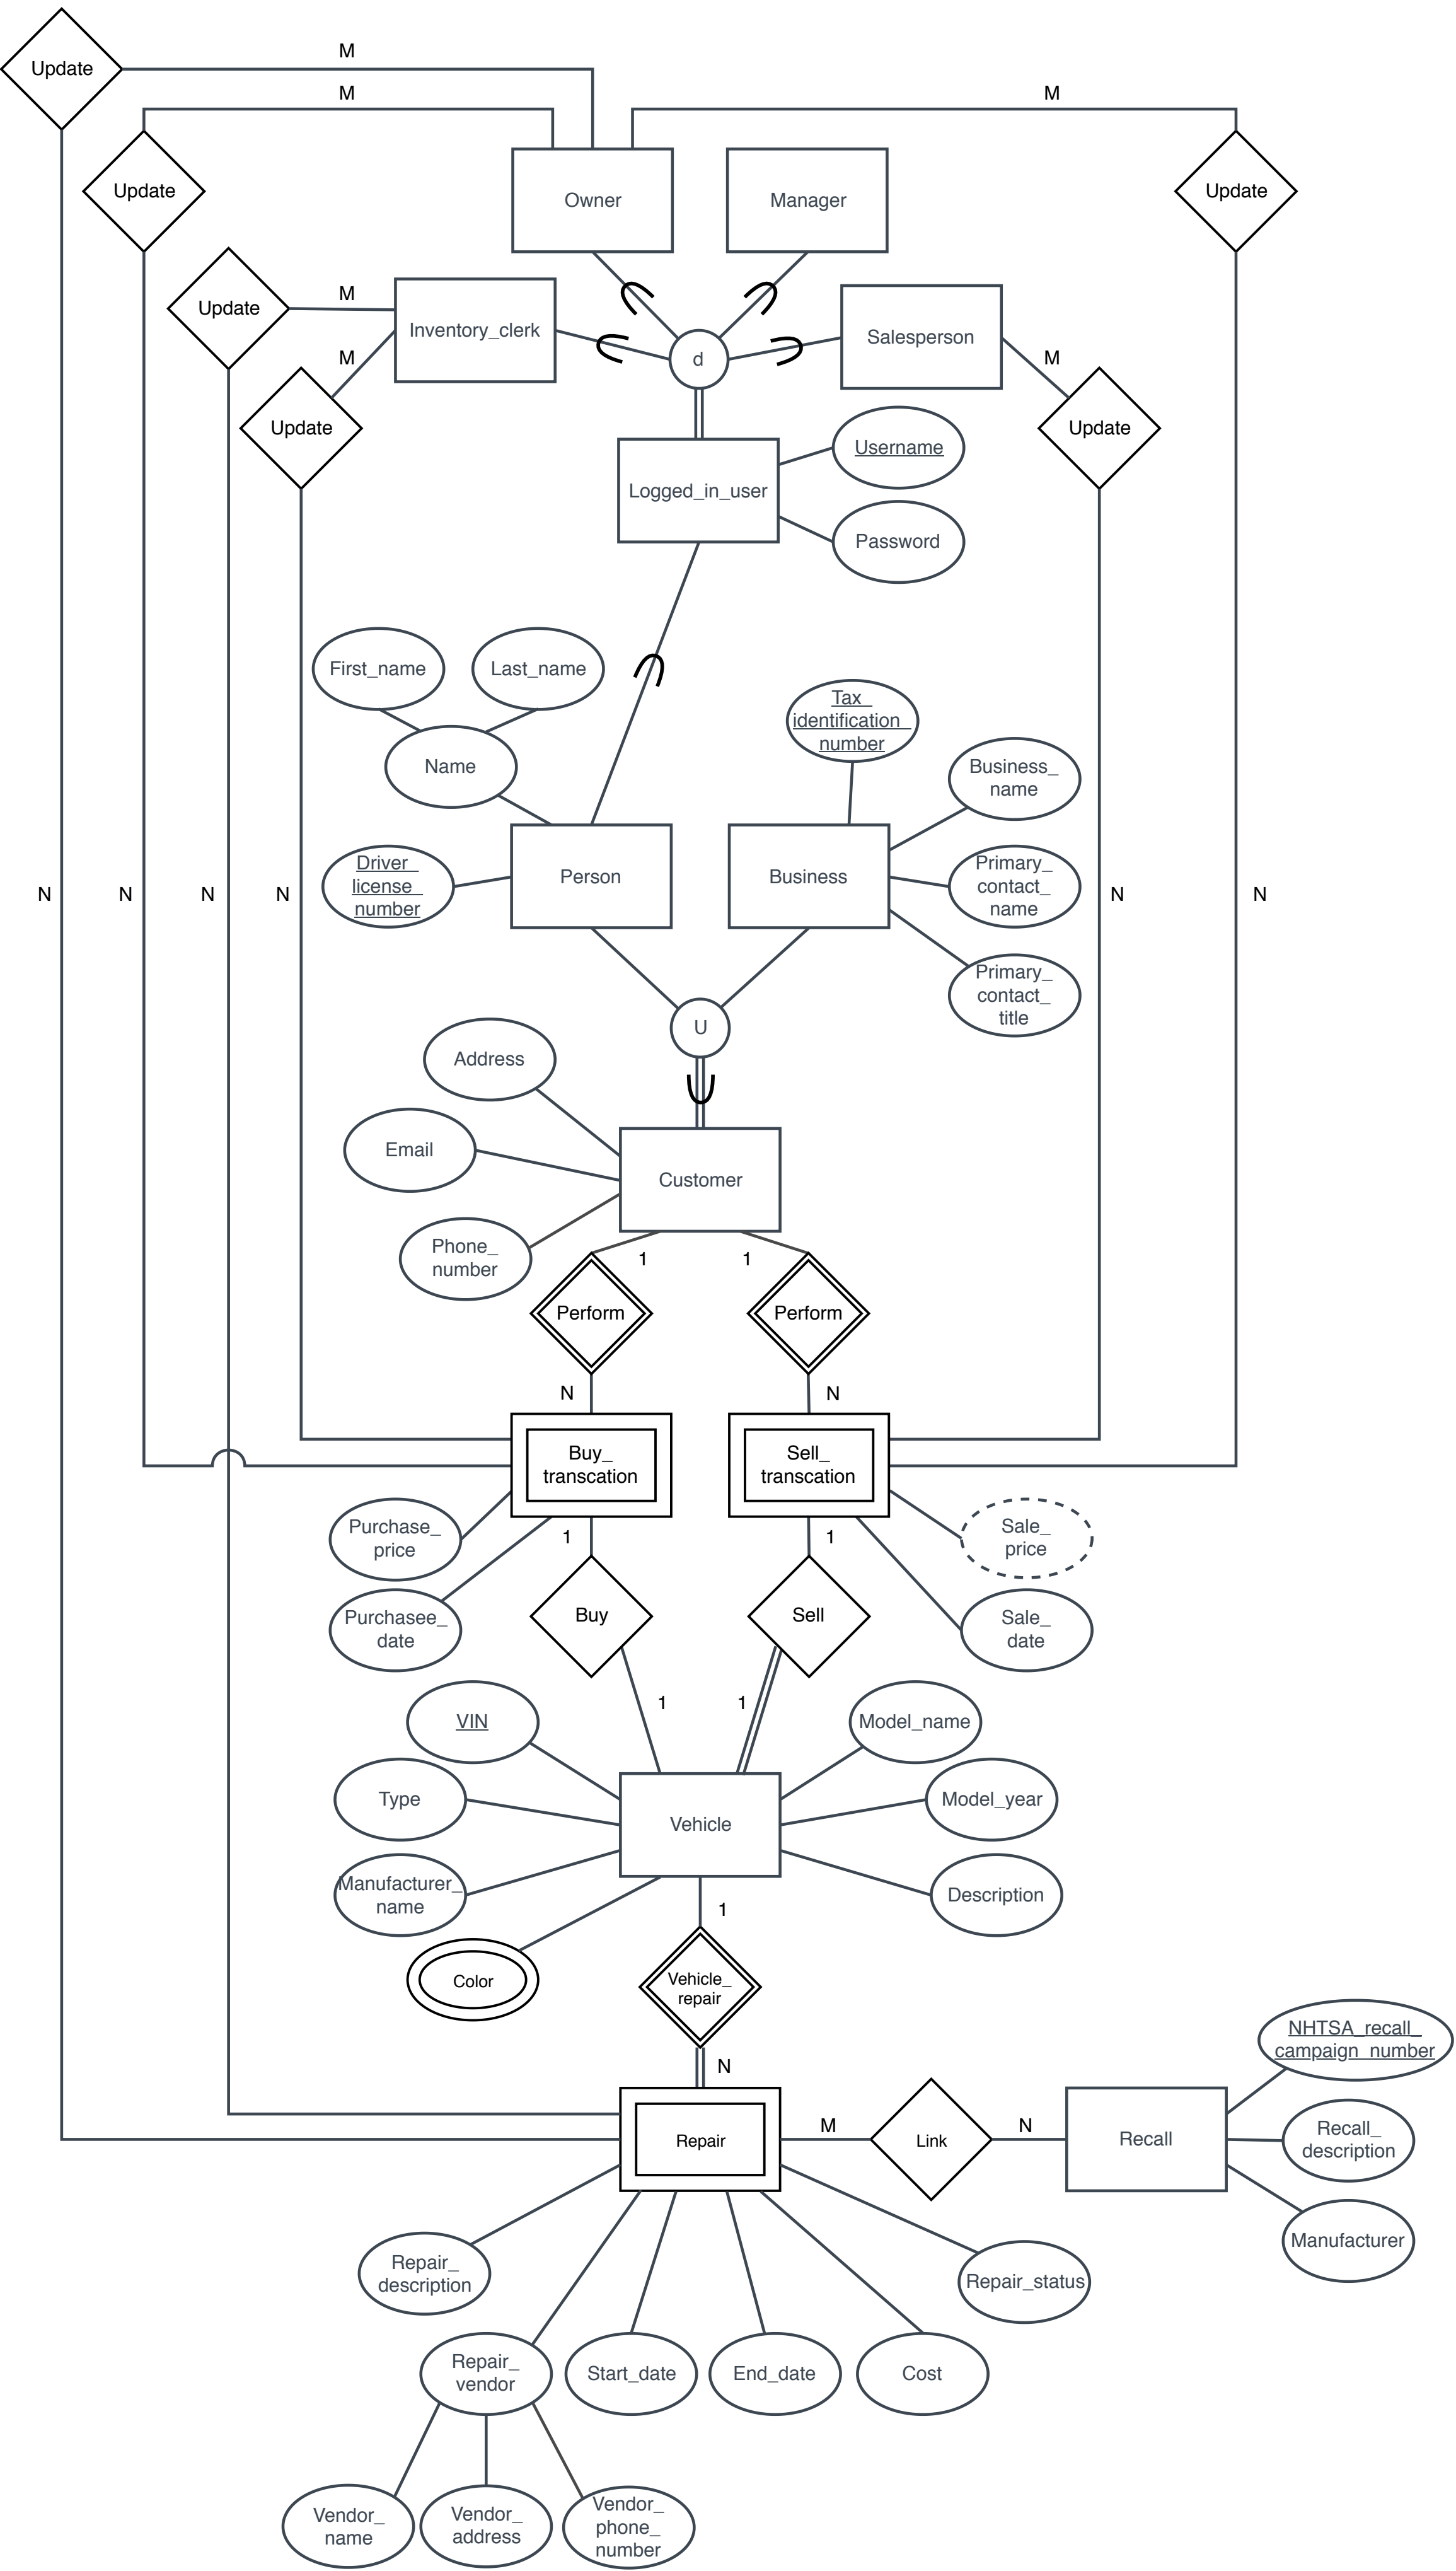 M
Update
M
M
Update
Update
Owner
Manager
Update
M
Inventory_clerk
Salesperson
M
M
d
Update
Update
Username
Logged_in_user
Password
First_name
Last_name
Tax_
identification_
number
Name
Business_
name
Driver_
license_
number
Person
Business
Primary_
contact_
name
N
N
N
N
N
N
Primary_
contact_
title
U
Address
Email
Customer
Phone_
number
1
1
Perform
Perform
N
N
Buy_
transcation
Sell_
transcation
Purchase_
price
1
1
Sale_
price
Purchasee_
date
Buy
Sell
Sale_
date
1
1
VIN
Model_name
Type
Model_year
Vehicle
Manufacturer_
name
Description
1
Color
Vehicle_
repair
NHTSA_recall_
campaign_number
N
M
N
Repair
Link
Recall
Recall_
description
Manufacturer
Repair_
description
Repair_status
Repair_
vendor
Start_date
End_date
Cost
Vendor_
name
Vendor_
address
Vendor_
phone_
number